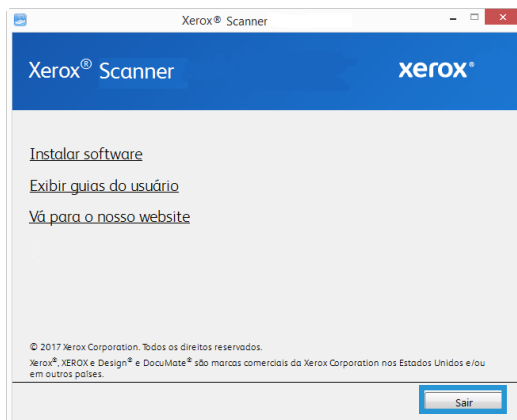 Xerox® Scanner
Xerox® Scanner
xerox®
Instalar software
Exibir guias do usuário
Vá para o nosso website
© 2017 Xerox Corporation. Todos os direitos reservados.
Xerox®, XEROX e Design® e DocuMate® são marcas comerciais da Xerox Corporation nos Estados Unidos e/ou
em outros países.
Sair